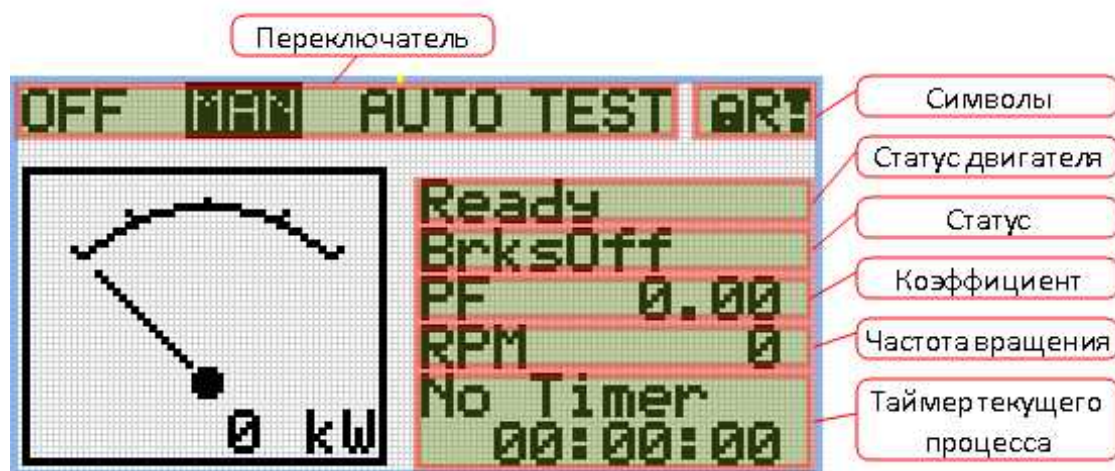 Переключатель
OFF MAN AUTO TEST R!
Символы
Статус двигателя
Ready
Статус
BrksOff
Коэффициент
PF 0.00
Частота вращения
RPM 0
Таймер текущего
процесса
No Timer
00:00:00
0 kW